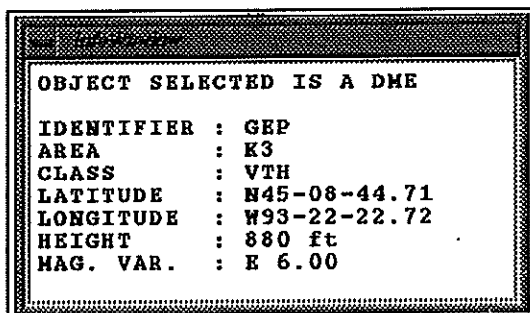 OBJECT SELECTED IS A DME
IDENTIFIER : GEP
AREA : K3
CLASS : VTH
LATITUDE : N45-08-44.71
LONGITUDE : W93-22-22.72
HEIGHT : 880 ft
MAG. VAR. : E 6.00